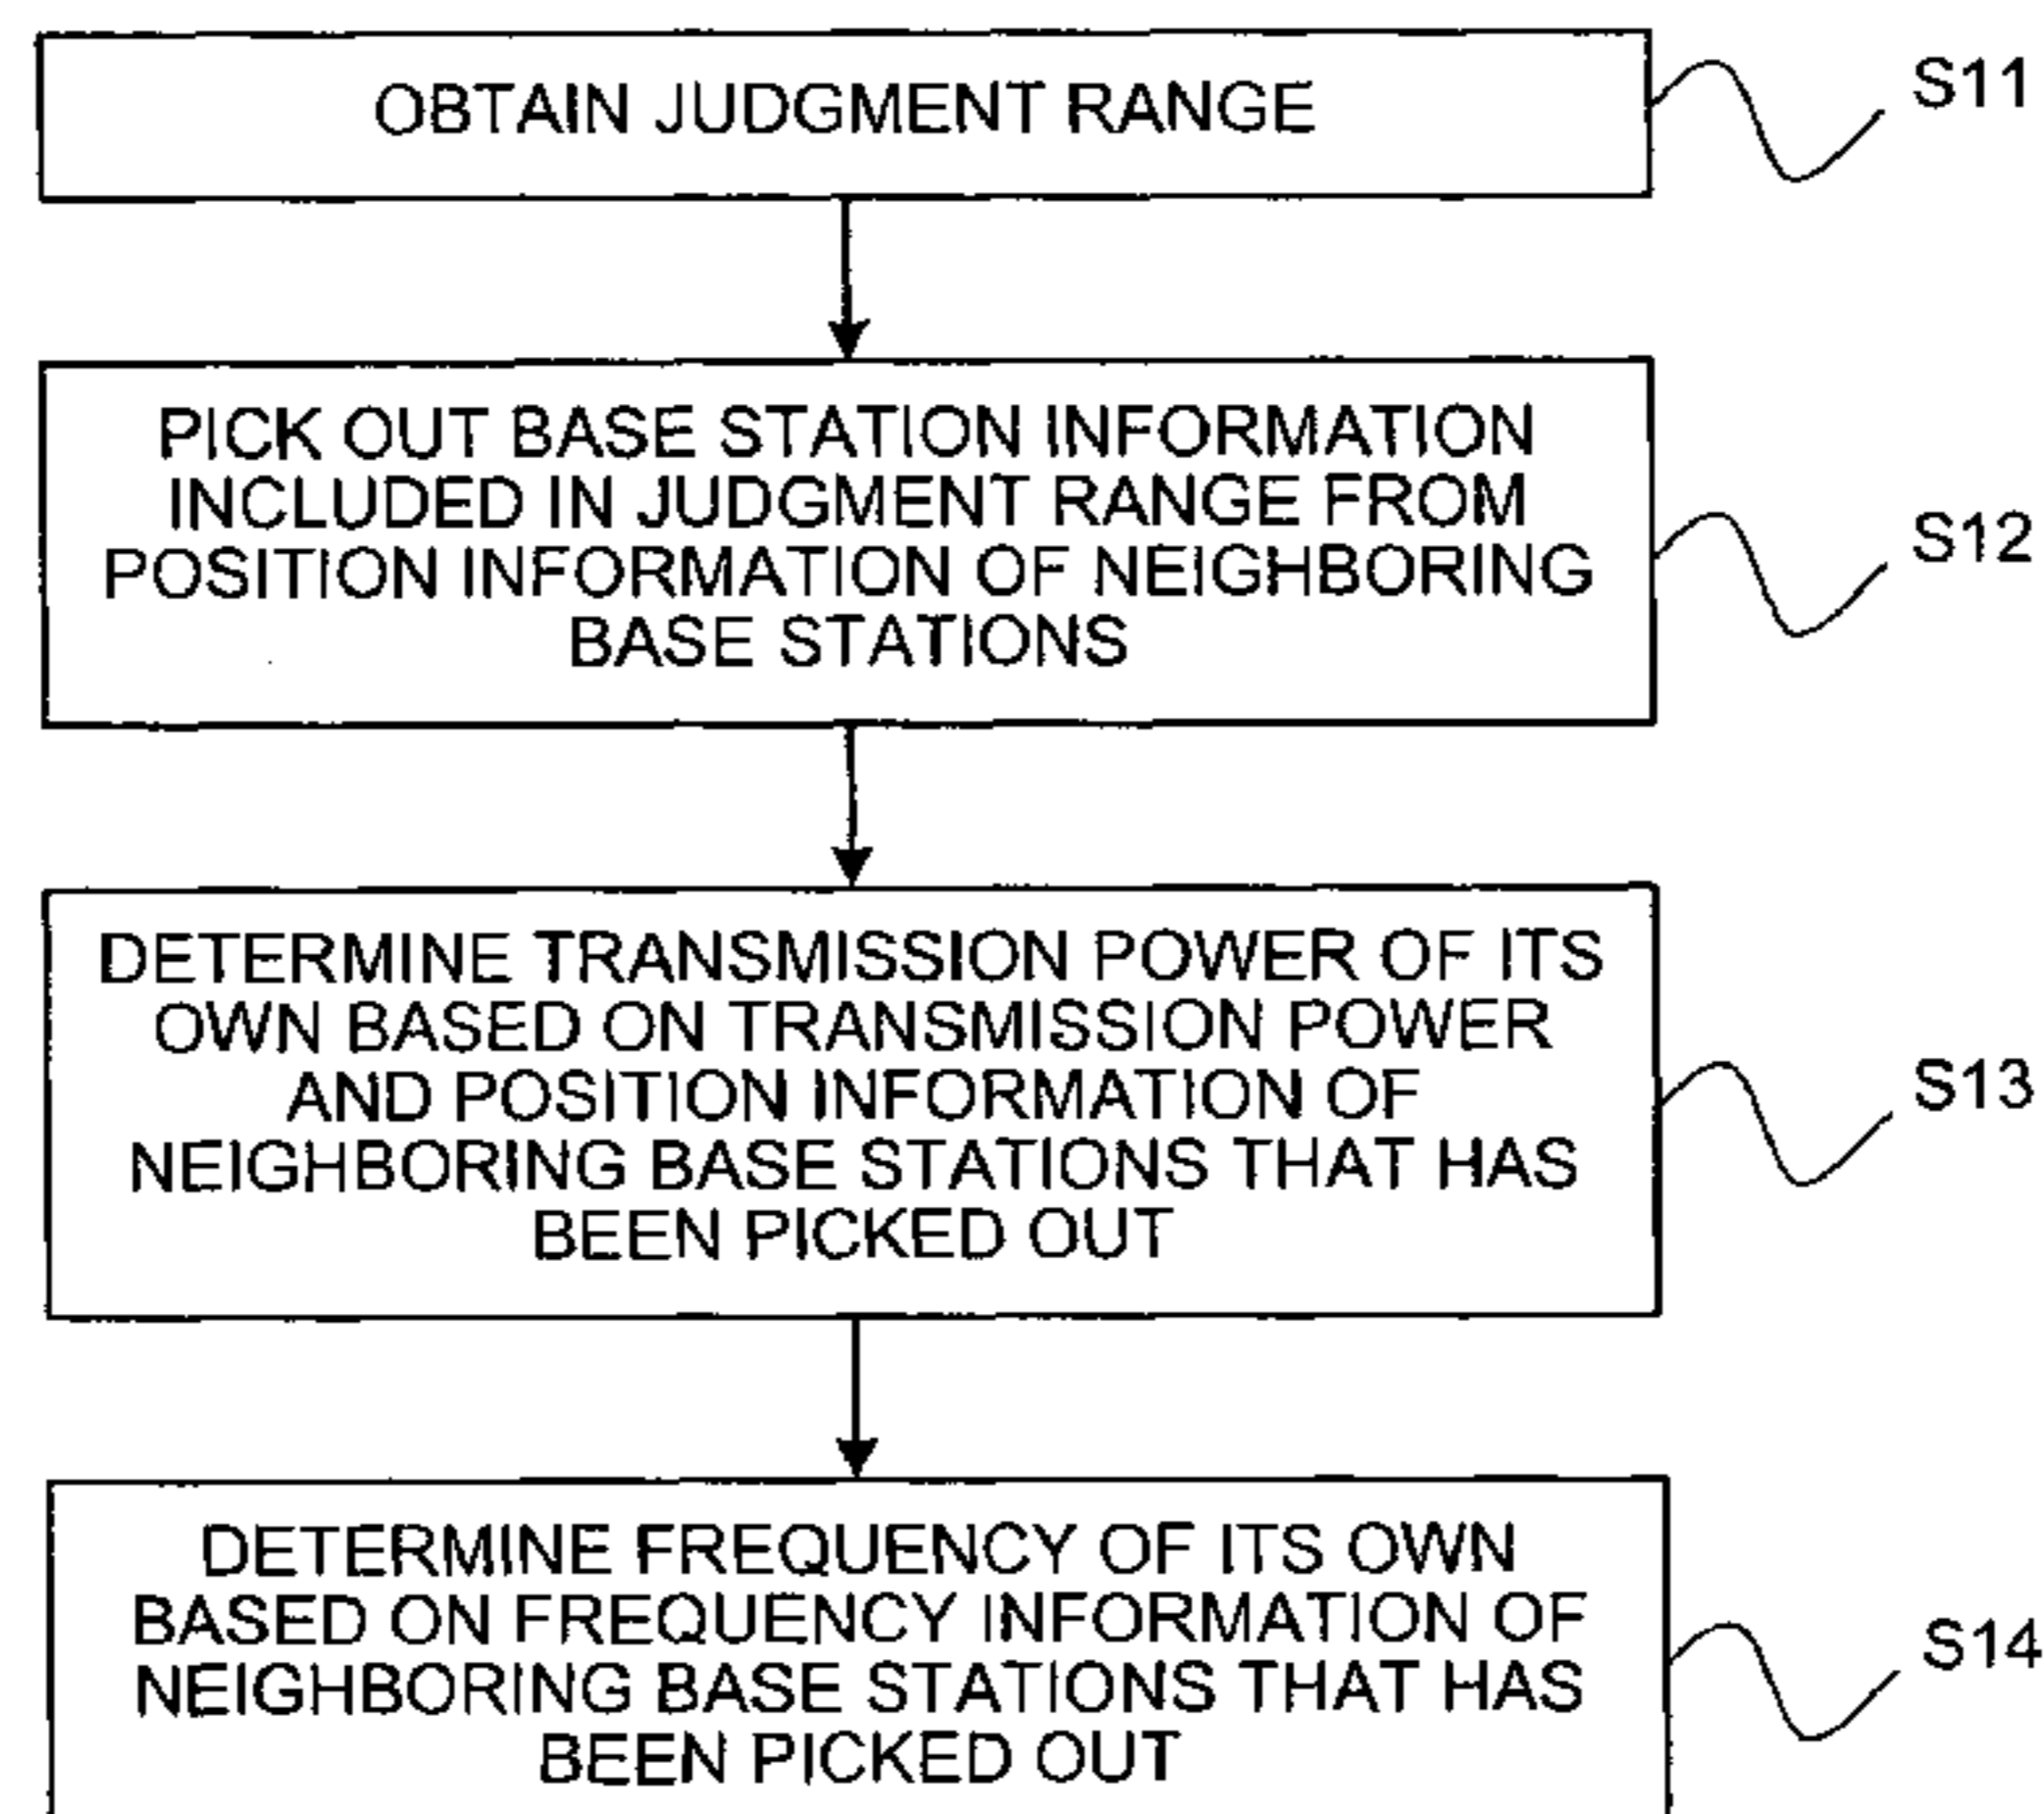 OBTAIN JUDGMENT RANGE
S11
PICK OUT BASE STATION INFORMATION
INCLUDED IN JUDGMENT RANGE FROM
POSITION INFORMATION OF NEIGHBORING
BASE STATIONS
S12
DETERMINE TRANSMISSION POWER OF ITS
OWN BASED ON TRANSMISSION POWER
AND POSITION INFORMATION OF
NEIGHBORING BASE STATIONS THAT HAS
BEEN PICKED OUT
S13
DETERMINE FREQUENCY OF ITS OWN
BASED ON FREQUENCY INFORMATION OF
NEIGHBORING BASE STATIONS THAT HAS
BEEN PICKED OUT
S14